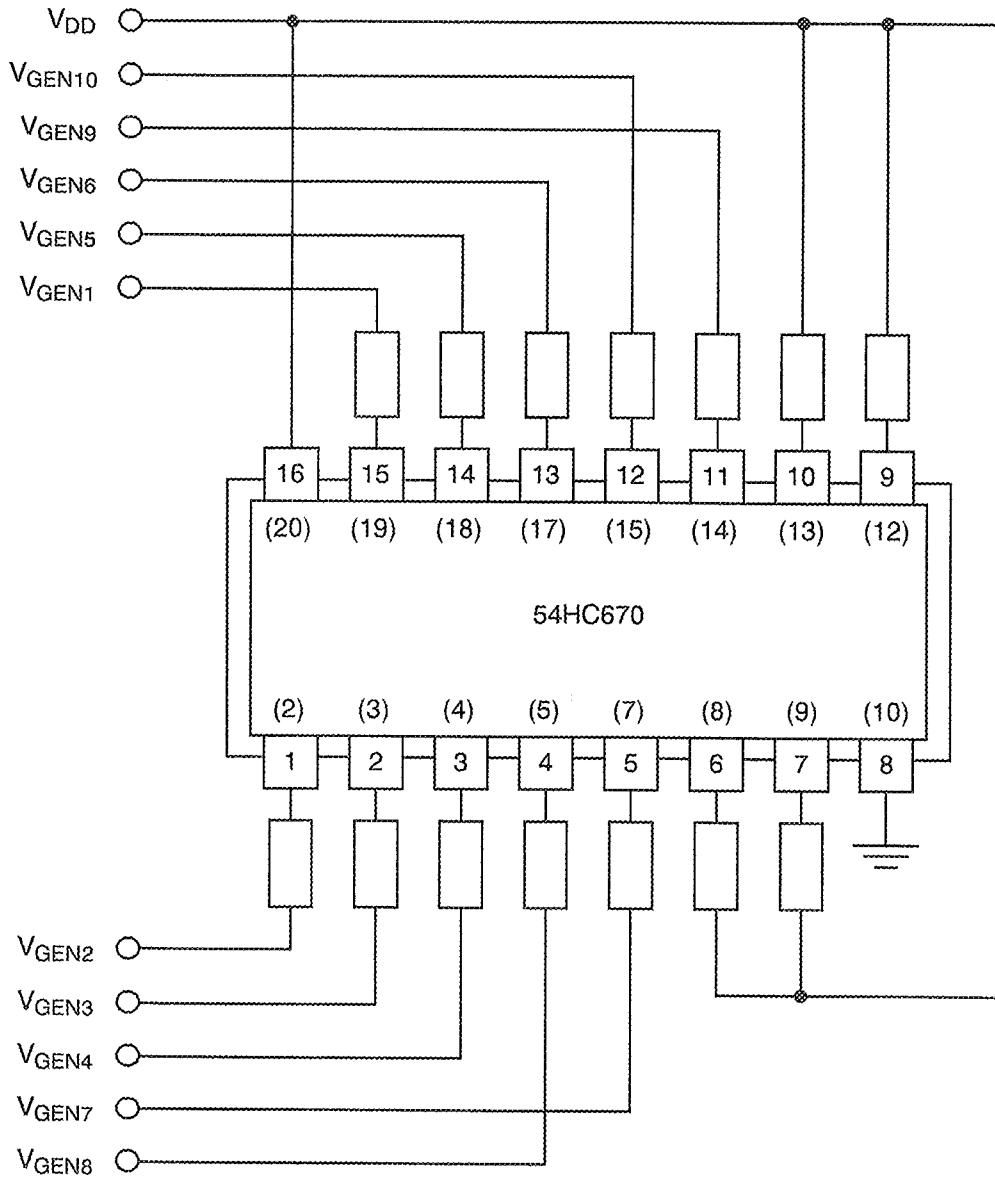 VDD
VGEN10
VGEN9
VGEN6
VGEN5
VGEN1
16 15 14 13 12 11 10 9
(20) (19) (18) (17) (15) (14) (13) (12)
54HC670
(2) (3) (4) (5) (7) (8) (9) (10)
1 2 3 4 5 6 7 8
VGEN2
VGEN3
VGEN4
VGEN7
VGEN8